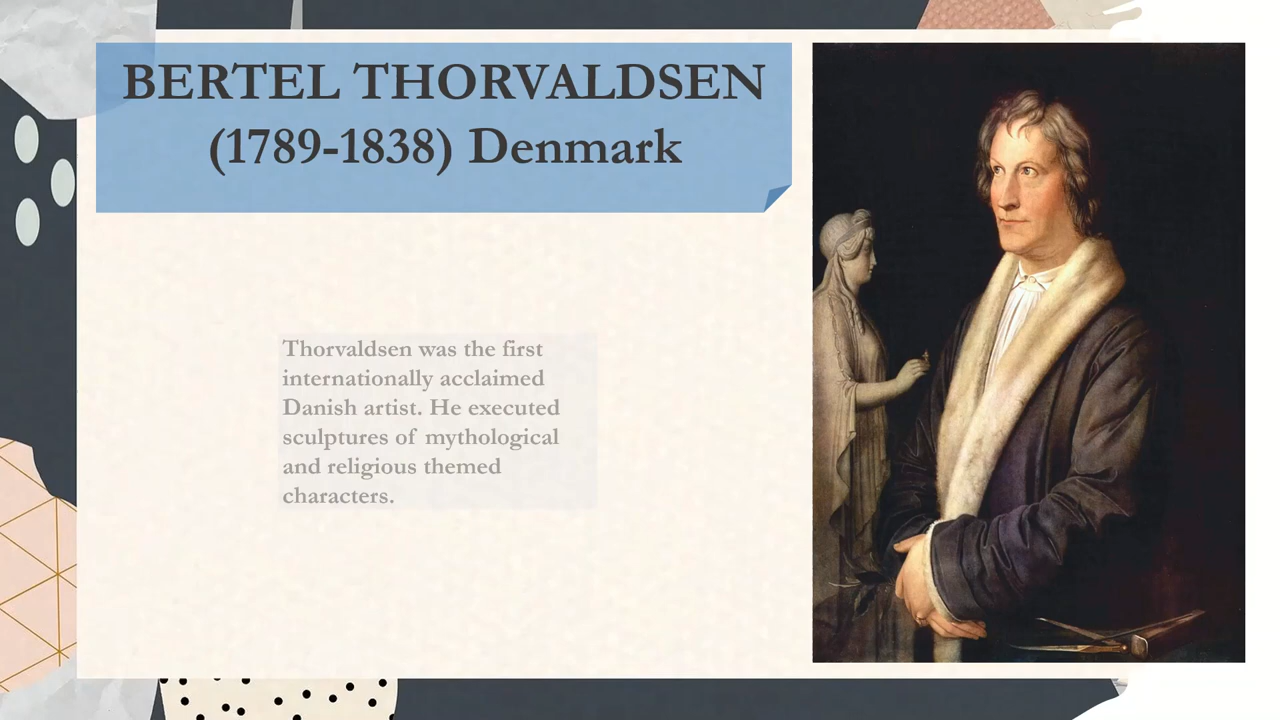 BERTEL THORVALDSEN
(1789-1838) Denmark
Thorvaldsen was the first
internationally acclaimed
Danish artist. He executed
sculptures of mythological
and religious themed
characters.